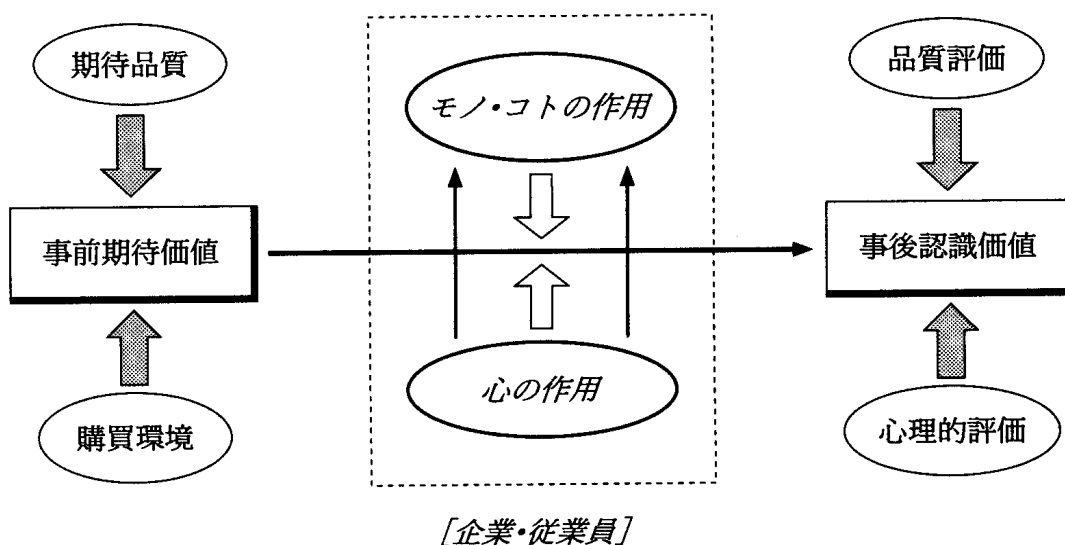 期待品質
モノ・コトの作用
品質評価
事前期待価値
事後認識価値
購買環境
心の作用
心理的評価
[企業・従業員]